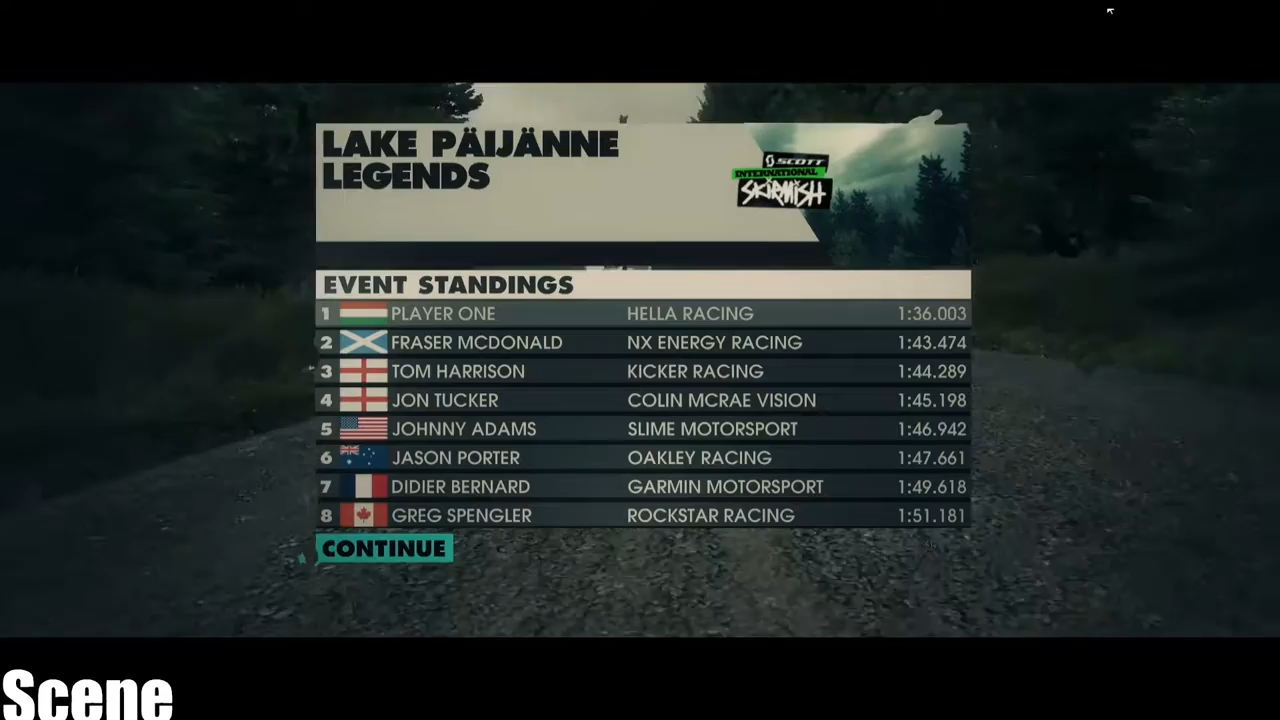 LAKE PÄIJÄNNE
LEGENDS
SCOTT
INTERNATIONAL
SKIRMISH
EVENT STANDINGS
1 PLAYER ONE HELLA RACING 1:36.003
2 FRASER MCDONALD NX ENERGY RACING 1:43.474
3 TOM HARRISON KICKER RACING 1:44.289
4 JON TUCKER COLIN MCRAE VISION 1:45.198
5 JOHNNY ADAMS SLIME MOTORSPORT 1:46.942
6 JASON PORTER OAKLEY RACING 1:47.661
7 DIDIER BERNARD GARMIN MOTORSPORT 1:49.618
8 GREG SPENGLER ROCKSTAR RACING 1:51.181
CONTINUE
Scene